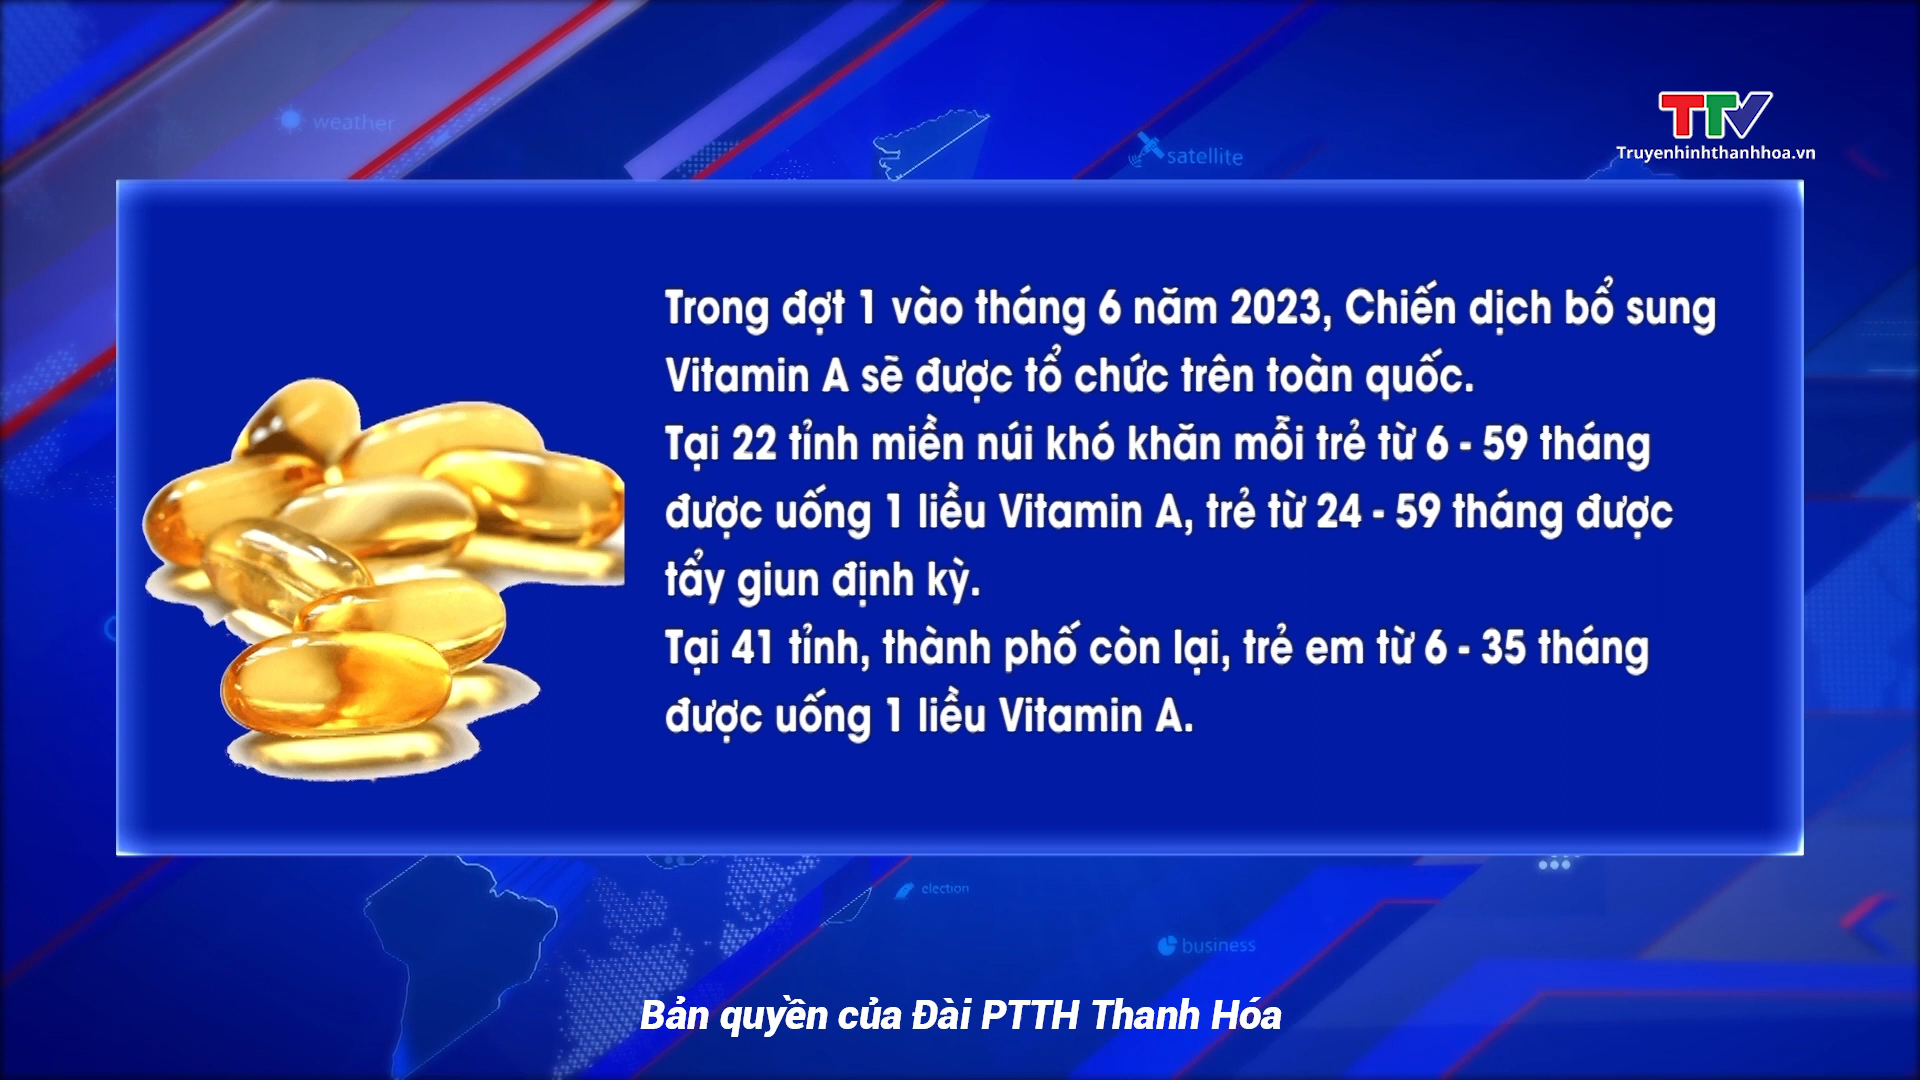 weather
satellite
TTV
Truyenhinhthanhhoa.vn
Trong đợt 1 vào tháng 6 năm 2023, Chiến dịch bổ sung
Vitamin A sẽ được tổ chức trên toàn quốc.
Tại 22 tỉnh miền núi khó khăn mỗi trẻ từ 6 - 59 tháng
được uống 1 liều Vitamin A, trẻ từ 24 - 59 tháng được
tẩy giun định kỳ.
Tại 41 tỉnh, thành phố còn lại, trẻ em từ 6 - 35 tháng
được uống 1 liều Vitamin A.
election
business
Bản quyền của Đài PTTH Thanh Hóa